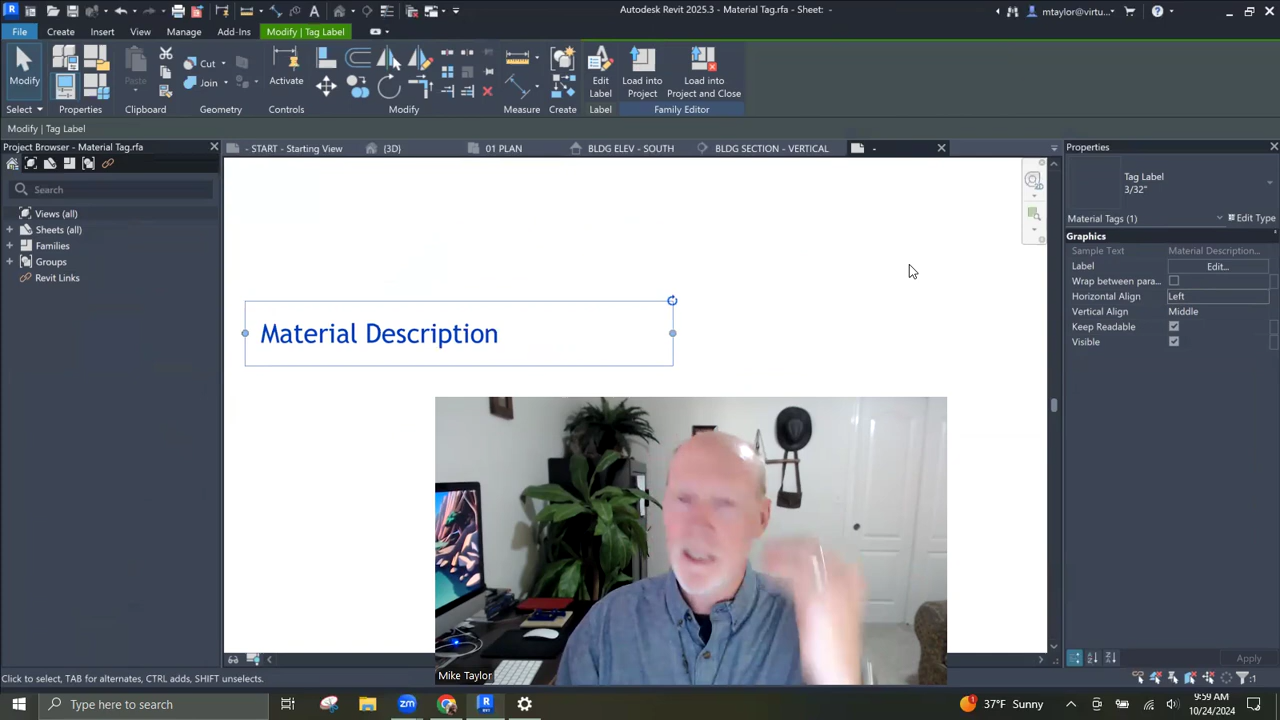 Autodesk Revit 2025.3 - Material Tag.rfa - Sheet: -
mtaylor@virtu...
File Create Insert View Manage Add-Ins Modify | Tag Label
Modify
Paste
Cut
Join
Activate
Edit
Label
Load into
Project
Load into
Project and Close
Select Properties Clipboard Geometry Controls Modify Measure Create Label Family Editor
Modify | Tag Label
Project Browser - Material Tag.rfa
- START - Starting View
(3D)
01 PLAN
BLDG ELEV - SOUTH
BLDG SECTION - VERTICAL
-
Properties
Search
Views (all)
Sheets (all)
Families
Groups
Revit Links
Tag Label
3/32"
Material Tags (1)
Edit Type
Graphics
Sample Text Material Description...
Label Edit...
Wrap between para...
Horizontal Align Left
Vertical Align Middle
Keep Readable
Visible
Material Description
Mike Taylor
Apply
Click to select, TAB for alternates, CTRL adds, SHIFT unselects.
:1
Type here to search
zm
37°F Sunny
9:59 AM
10/24/2024